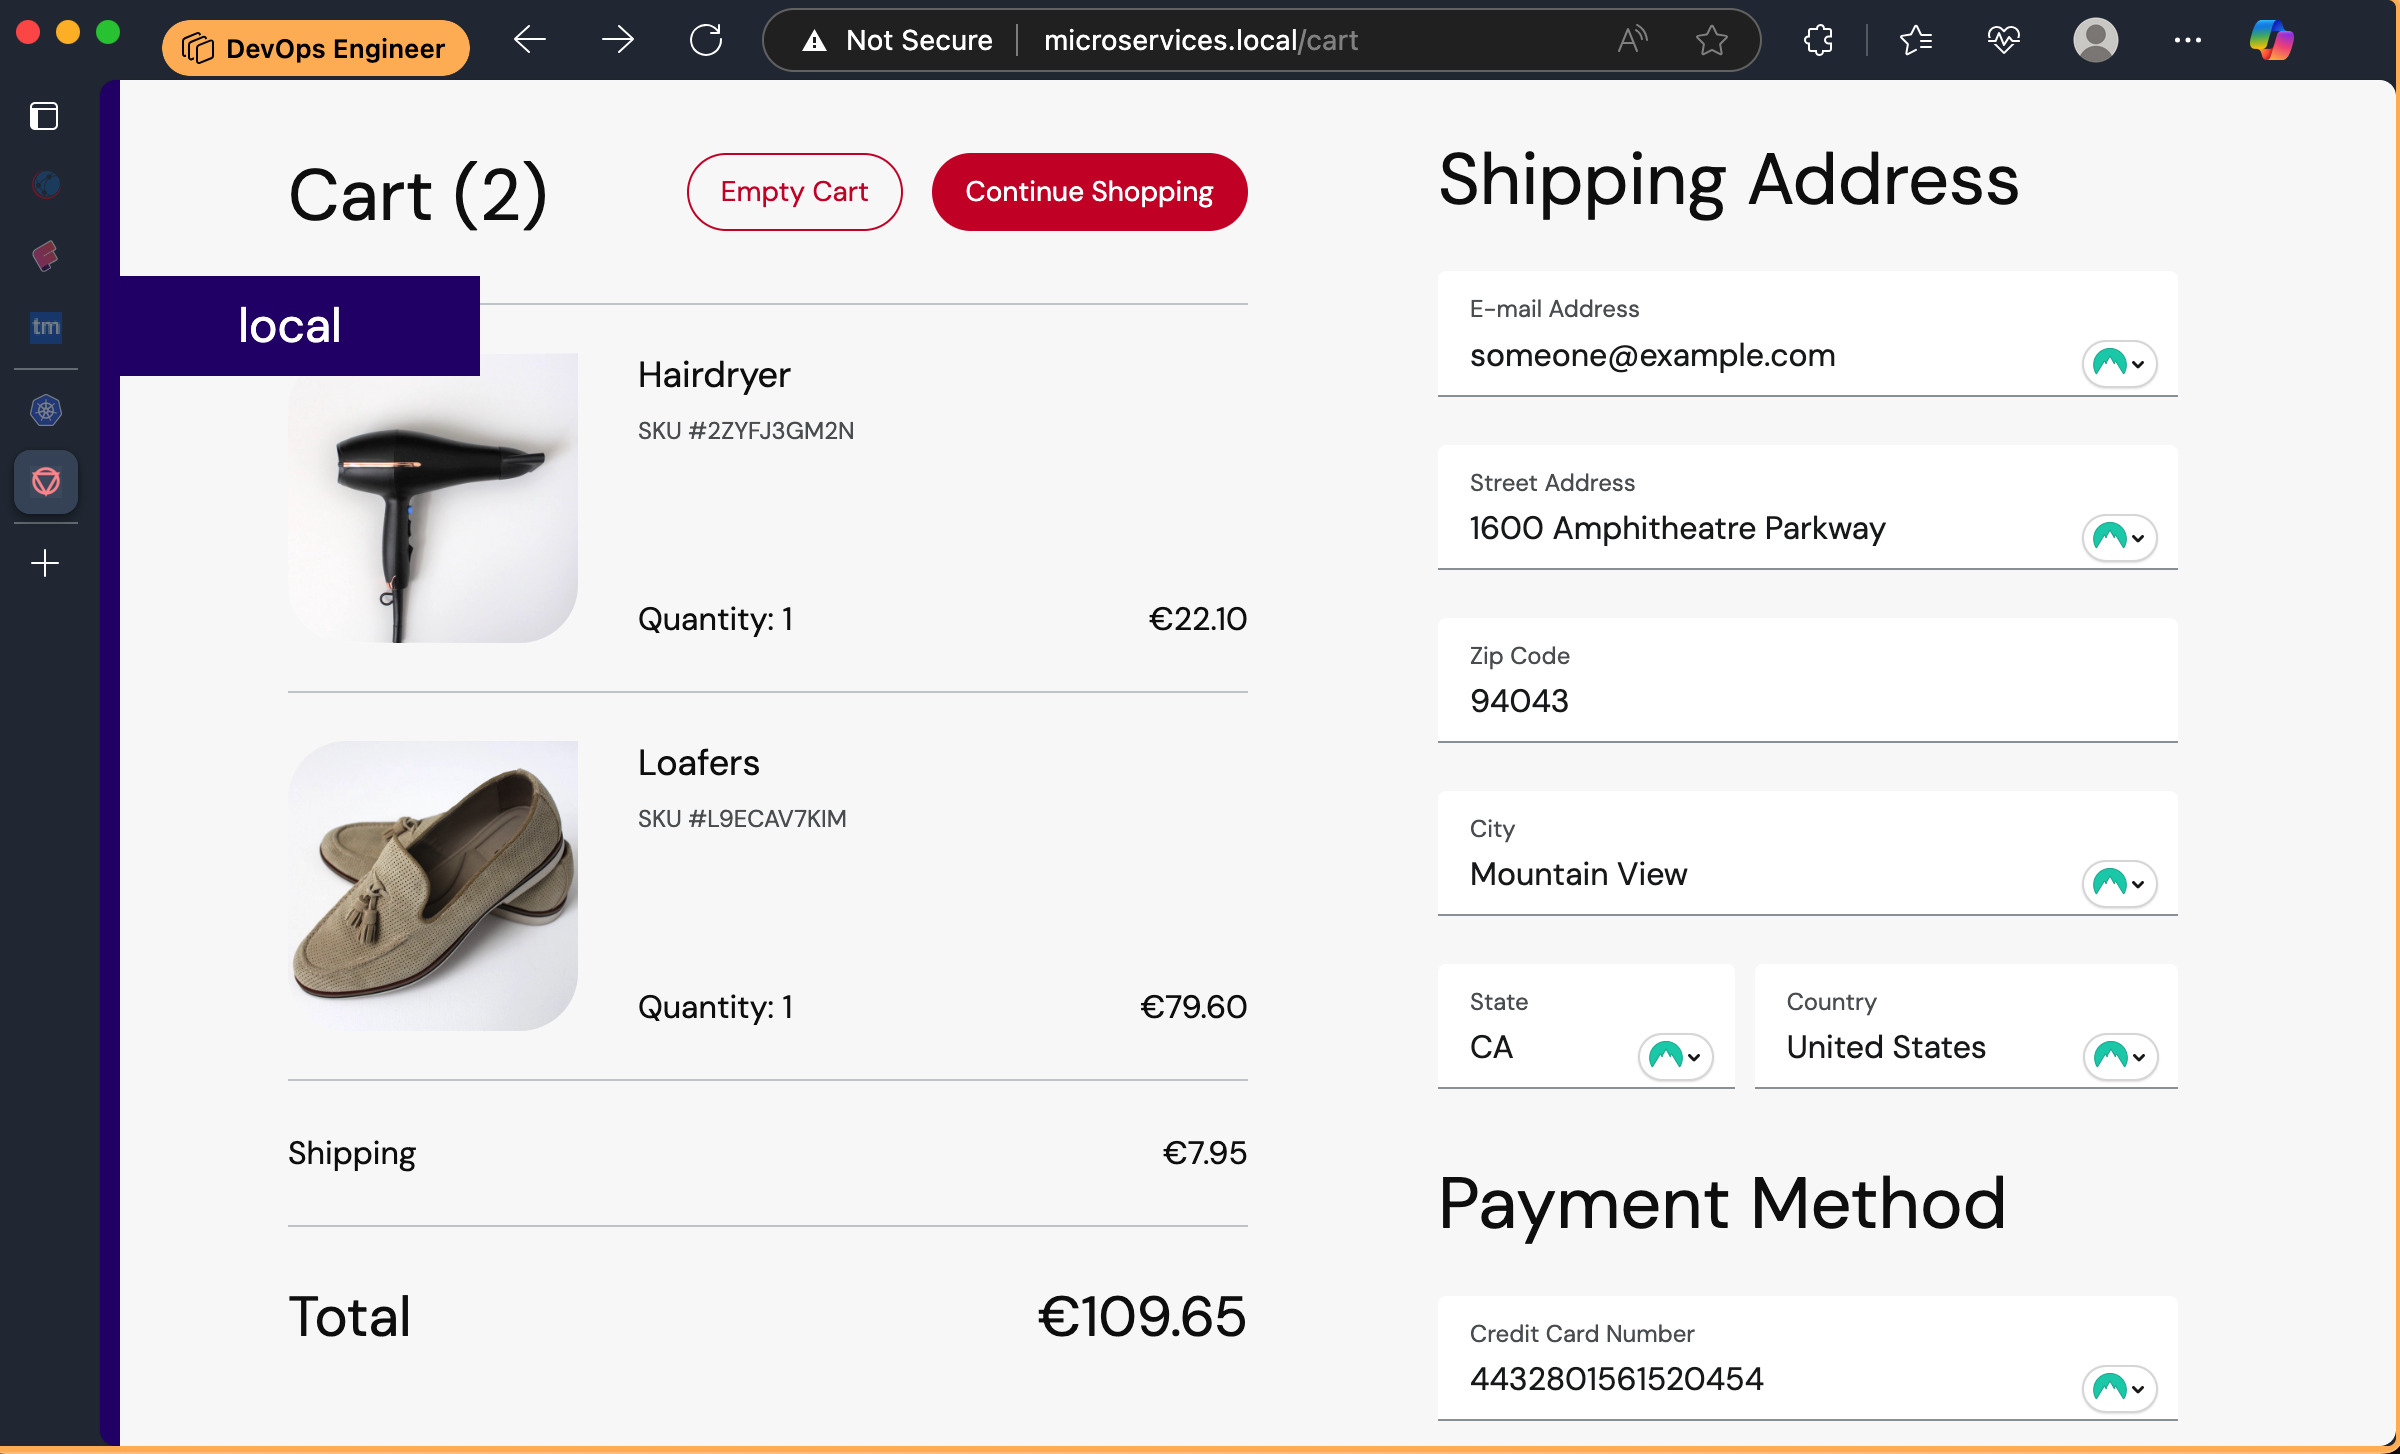 DevOps Engineer
Not Secure
microservices.local/cart
tm
Cart (2)
Empty Cart
Continue Shopping
local
Hairdryer
SKU #2ZYFJ3GM2N
Quantity: 1
€22.10
Loafers
SKU #L9ECAV7KIM
Quantity: 1
€79.60
Shipping
€7.95
Total
€109.65
Shipping Address
E-mail Address
someone@example.com
Street Address
1600 Amphitheatre Parkway
Zip Code
94043
City
Mountain View
State
CA
Country
United States
Payment Method
Credit Card Number
4432801561520454